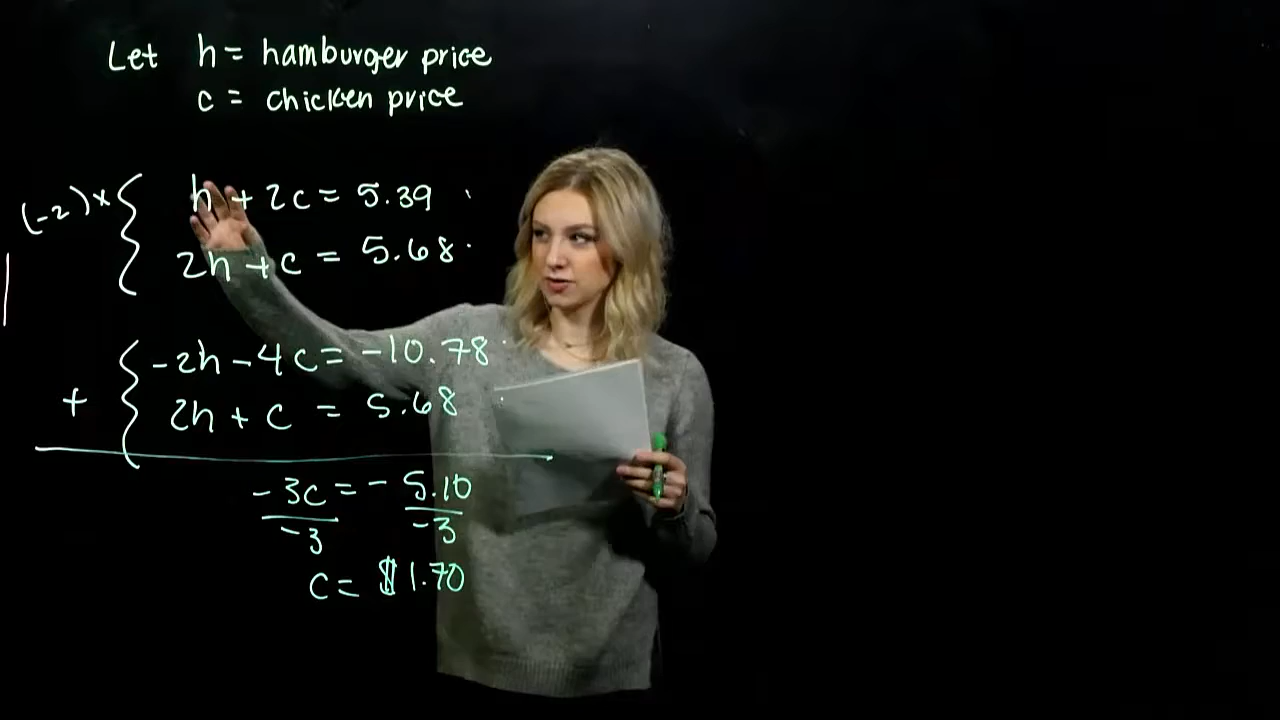 Let h = hamburger price
c = chicken price
(-2) × { h + 2c = 5.39
2h + c = 5.68
-2h - 4c = -10.78
+ { 2h + c = 5.68
-3c = - 5.10
-3 -3
c = $1.70